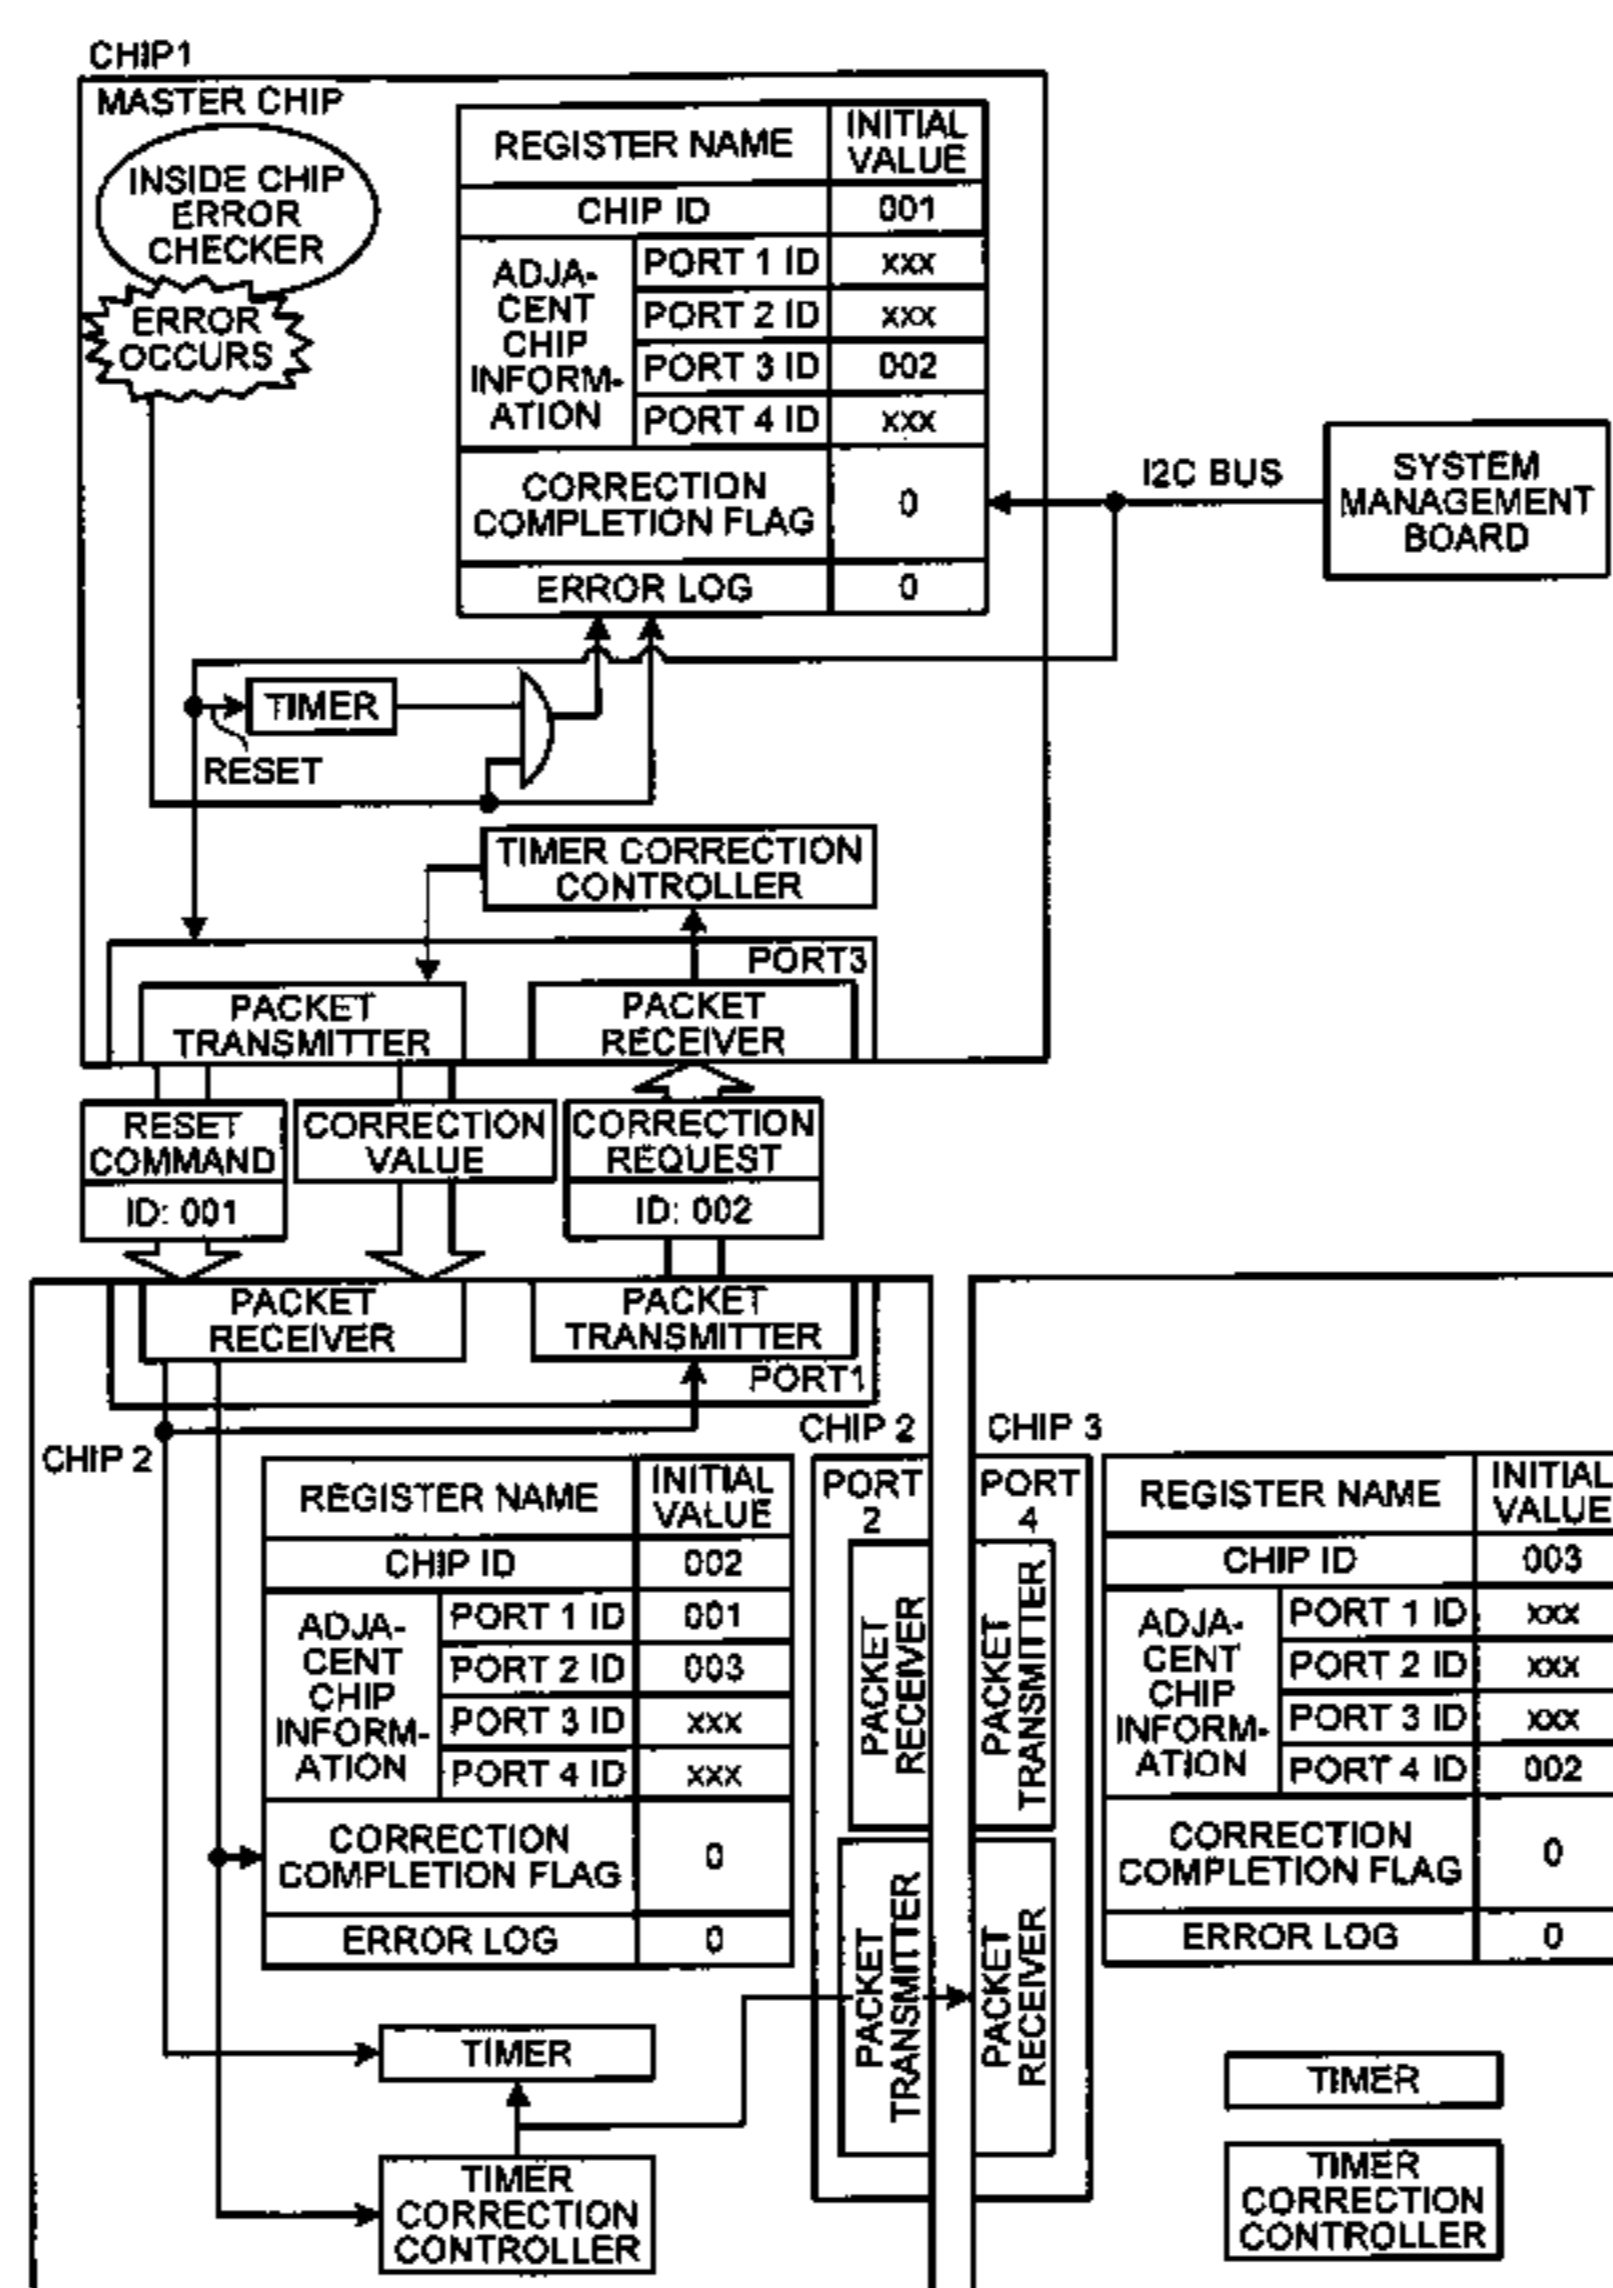 CHIP1
MASTER CHIP
INSIDE CHIP
ERROR
CHECKER
ERROR
OCCURS
REGISTER NAME
INITIAL
VALUE
CHIP ID
001
ADJA-
CENT
CHIP
INFORM-
ATION
PORT 1 ID
xxx
PORT 2 ID
xxx
PORT 3 ID
002
PORT 4 ID
xxx
CORRECTION
COMPLETION FLAG
0
ERROR LOG
0
I2C BUS
SYSTEM
MANAGEMENT
BOARD
TIMER
RESET
TIMER CORRECTION
CONTROLLER
PORT3
PACKET
TRANSMITTER
PACKET
RECEIVER
RESET
COMMAND
ID: 001
CORRECTION
VALUE
CORRECTION
REQUEST
ID: 002
PACKET
RECEIVER
PACKET
TRANSMITTER
PORT1
CHIP 2
CHIP 2
CHIP 3
REGISTER NAME
INITIAL
VALUE
CHIP ID
002
ADJA-
CENT
CHIP
INFORM-
ATION
PORT 1 ID
001
PORT 2 ID
003
PORT 3 ID
xxx
PORT 4 ID
xxx
CORRECTION
COMPLETION FLAG
0
ERROR LOG
0
PORT
2
PACKET
RECEIVER
PACKET
TRANSMITTER
PORT
4
PACKET
TRANSMITTER
PACKET
RECEIVER
REGISTER NAME
INITIAL
VALUE
CHIP ID
003
ADJA-
CENT
CHIP
INFORM-
ATION
PORT 1 ID
xxx
PORT 2 ID
xxx
PORT 3 ID
xxx
PORT 4 ID
002
CORRECTION
COMPLETION FLAG
0
ERROR LOG
0
TIMER
TIMER
CORRECTION
CONTROLLER
TIMER
TIMER
CORRECTION
CONTROLLER